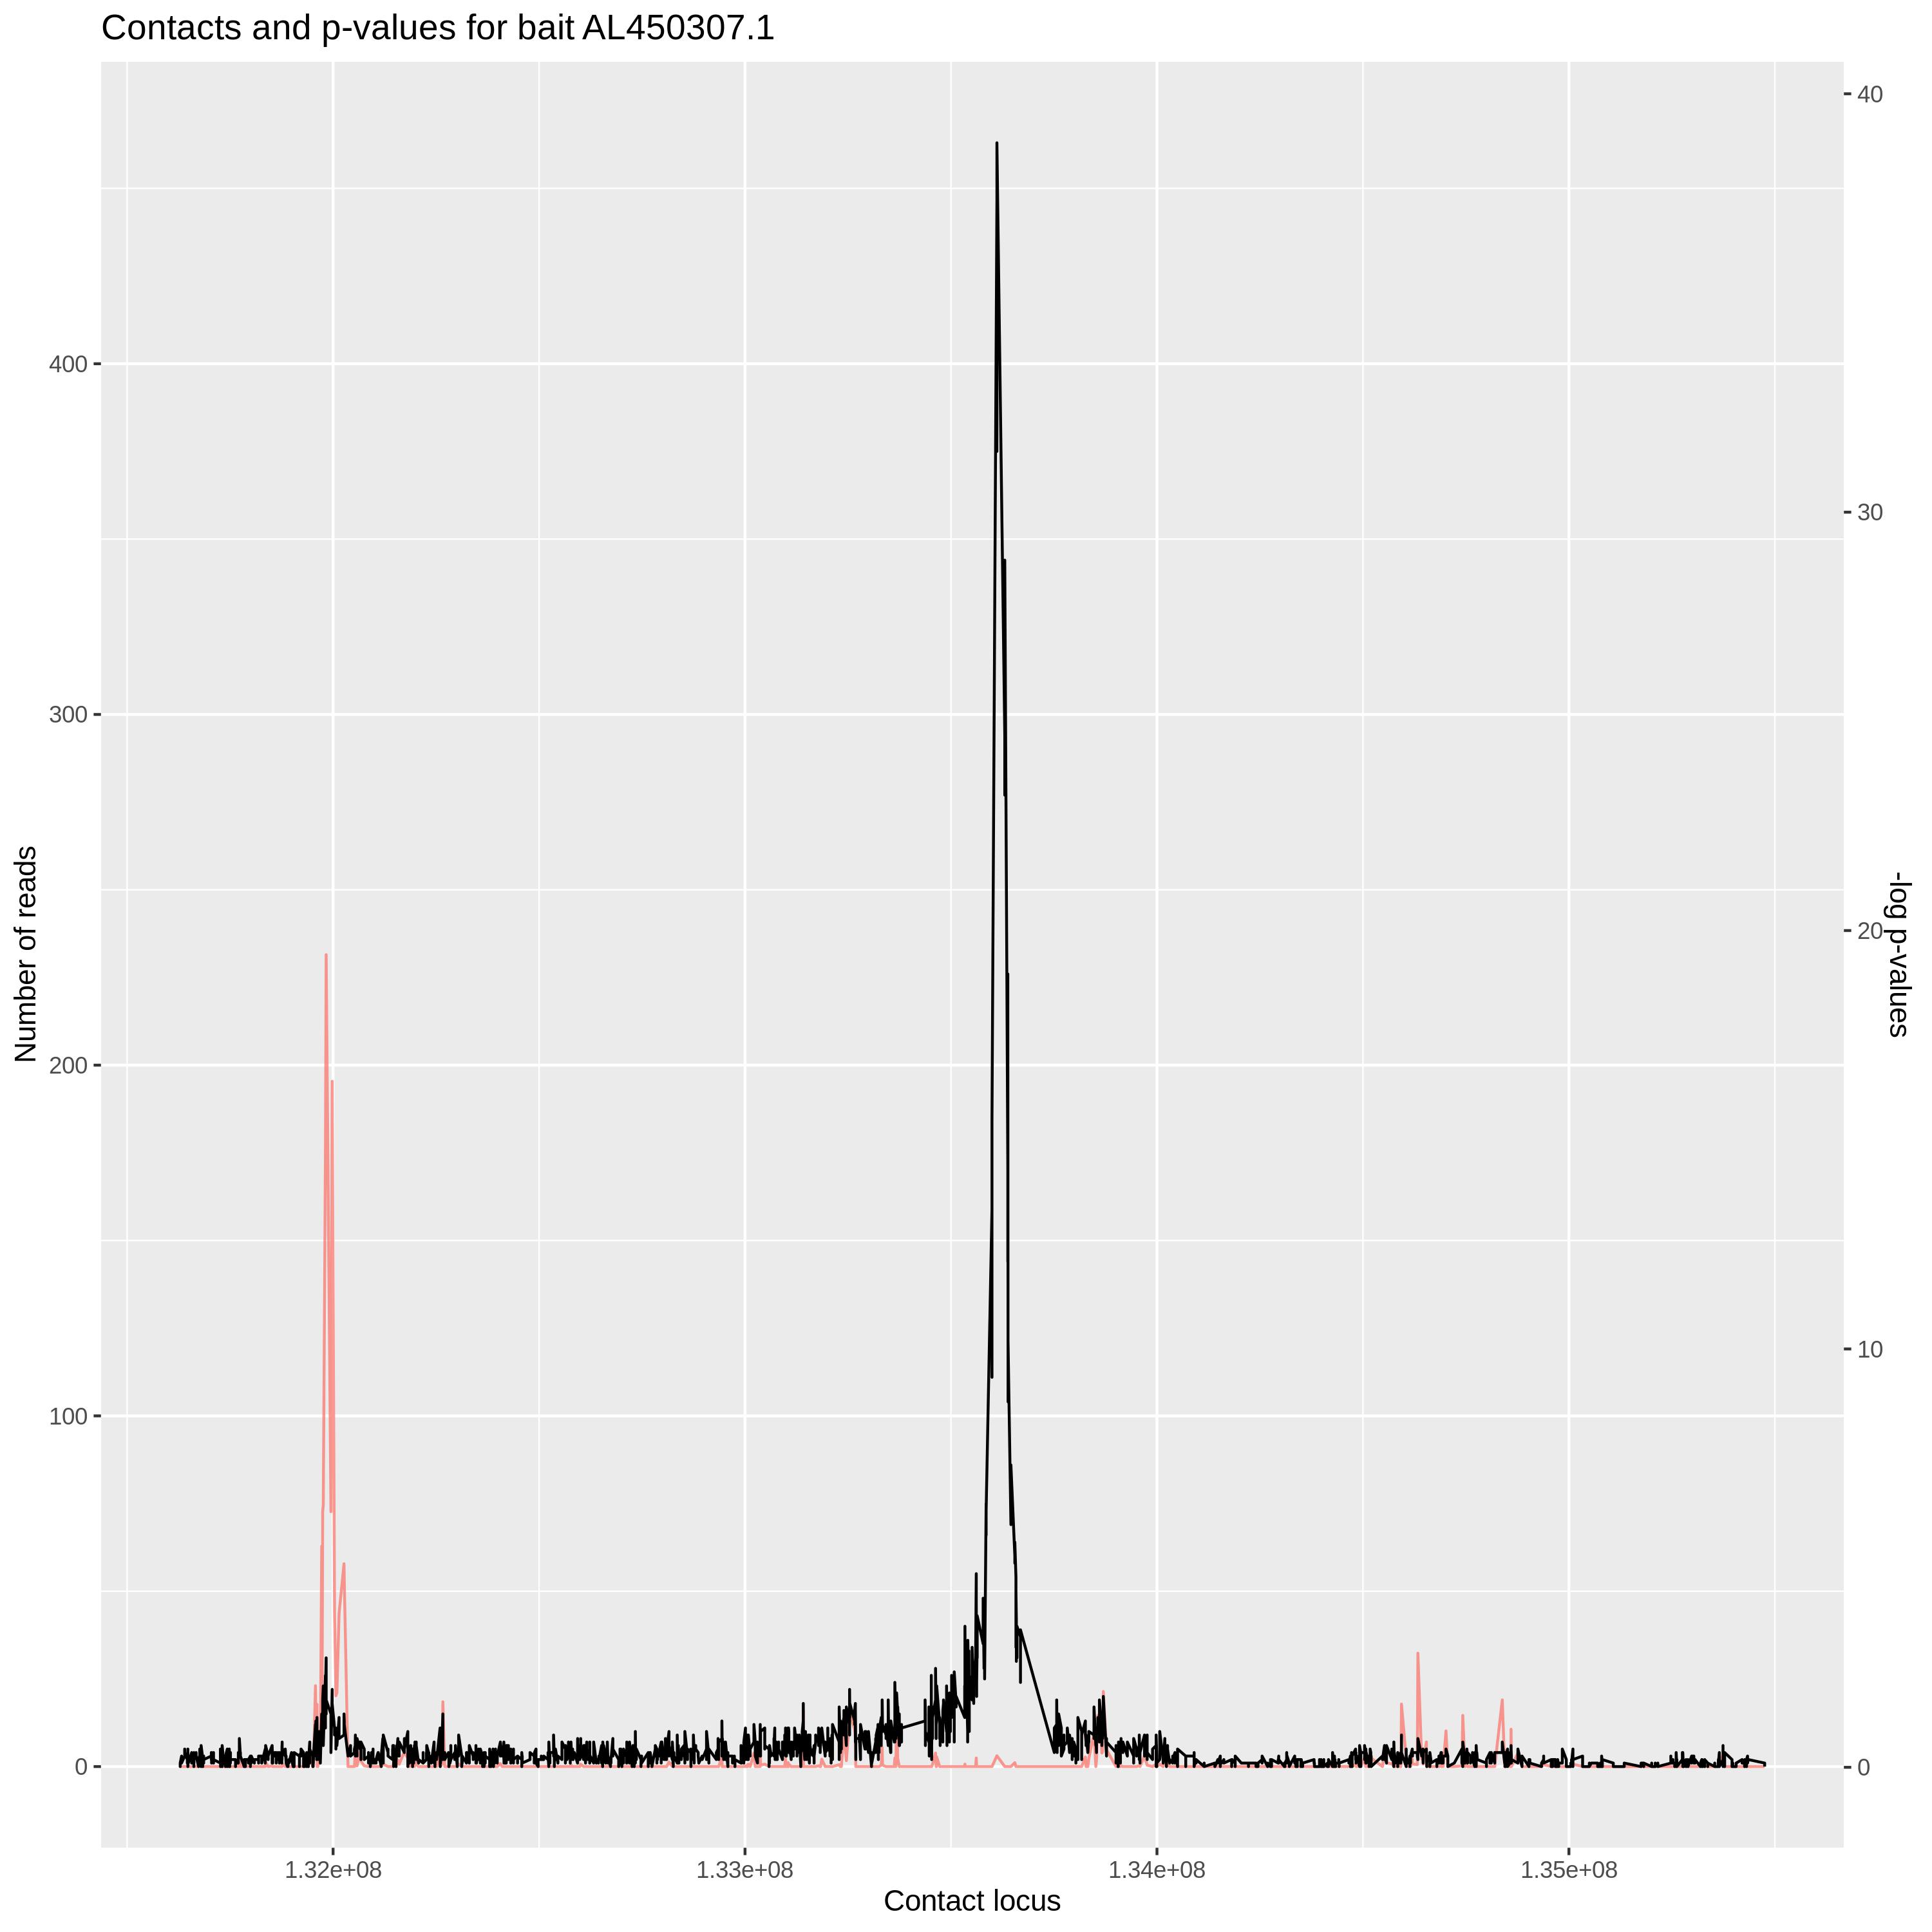 Contacts and p-values for bait AL450307.1
40
400
30
300
Number of reads
-log p-values
20
200
10
100
0
0
1.32e+08
1.33e+08
1.34e+08
1.35e+08
Contact locus